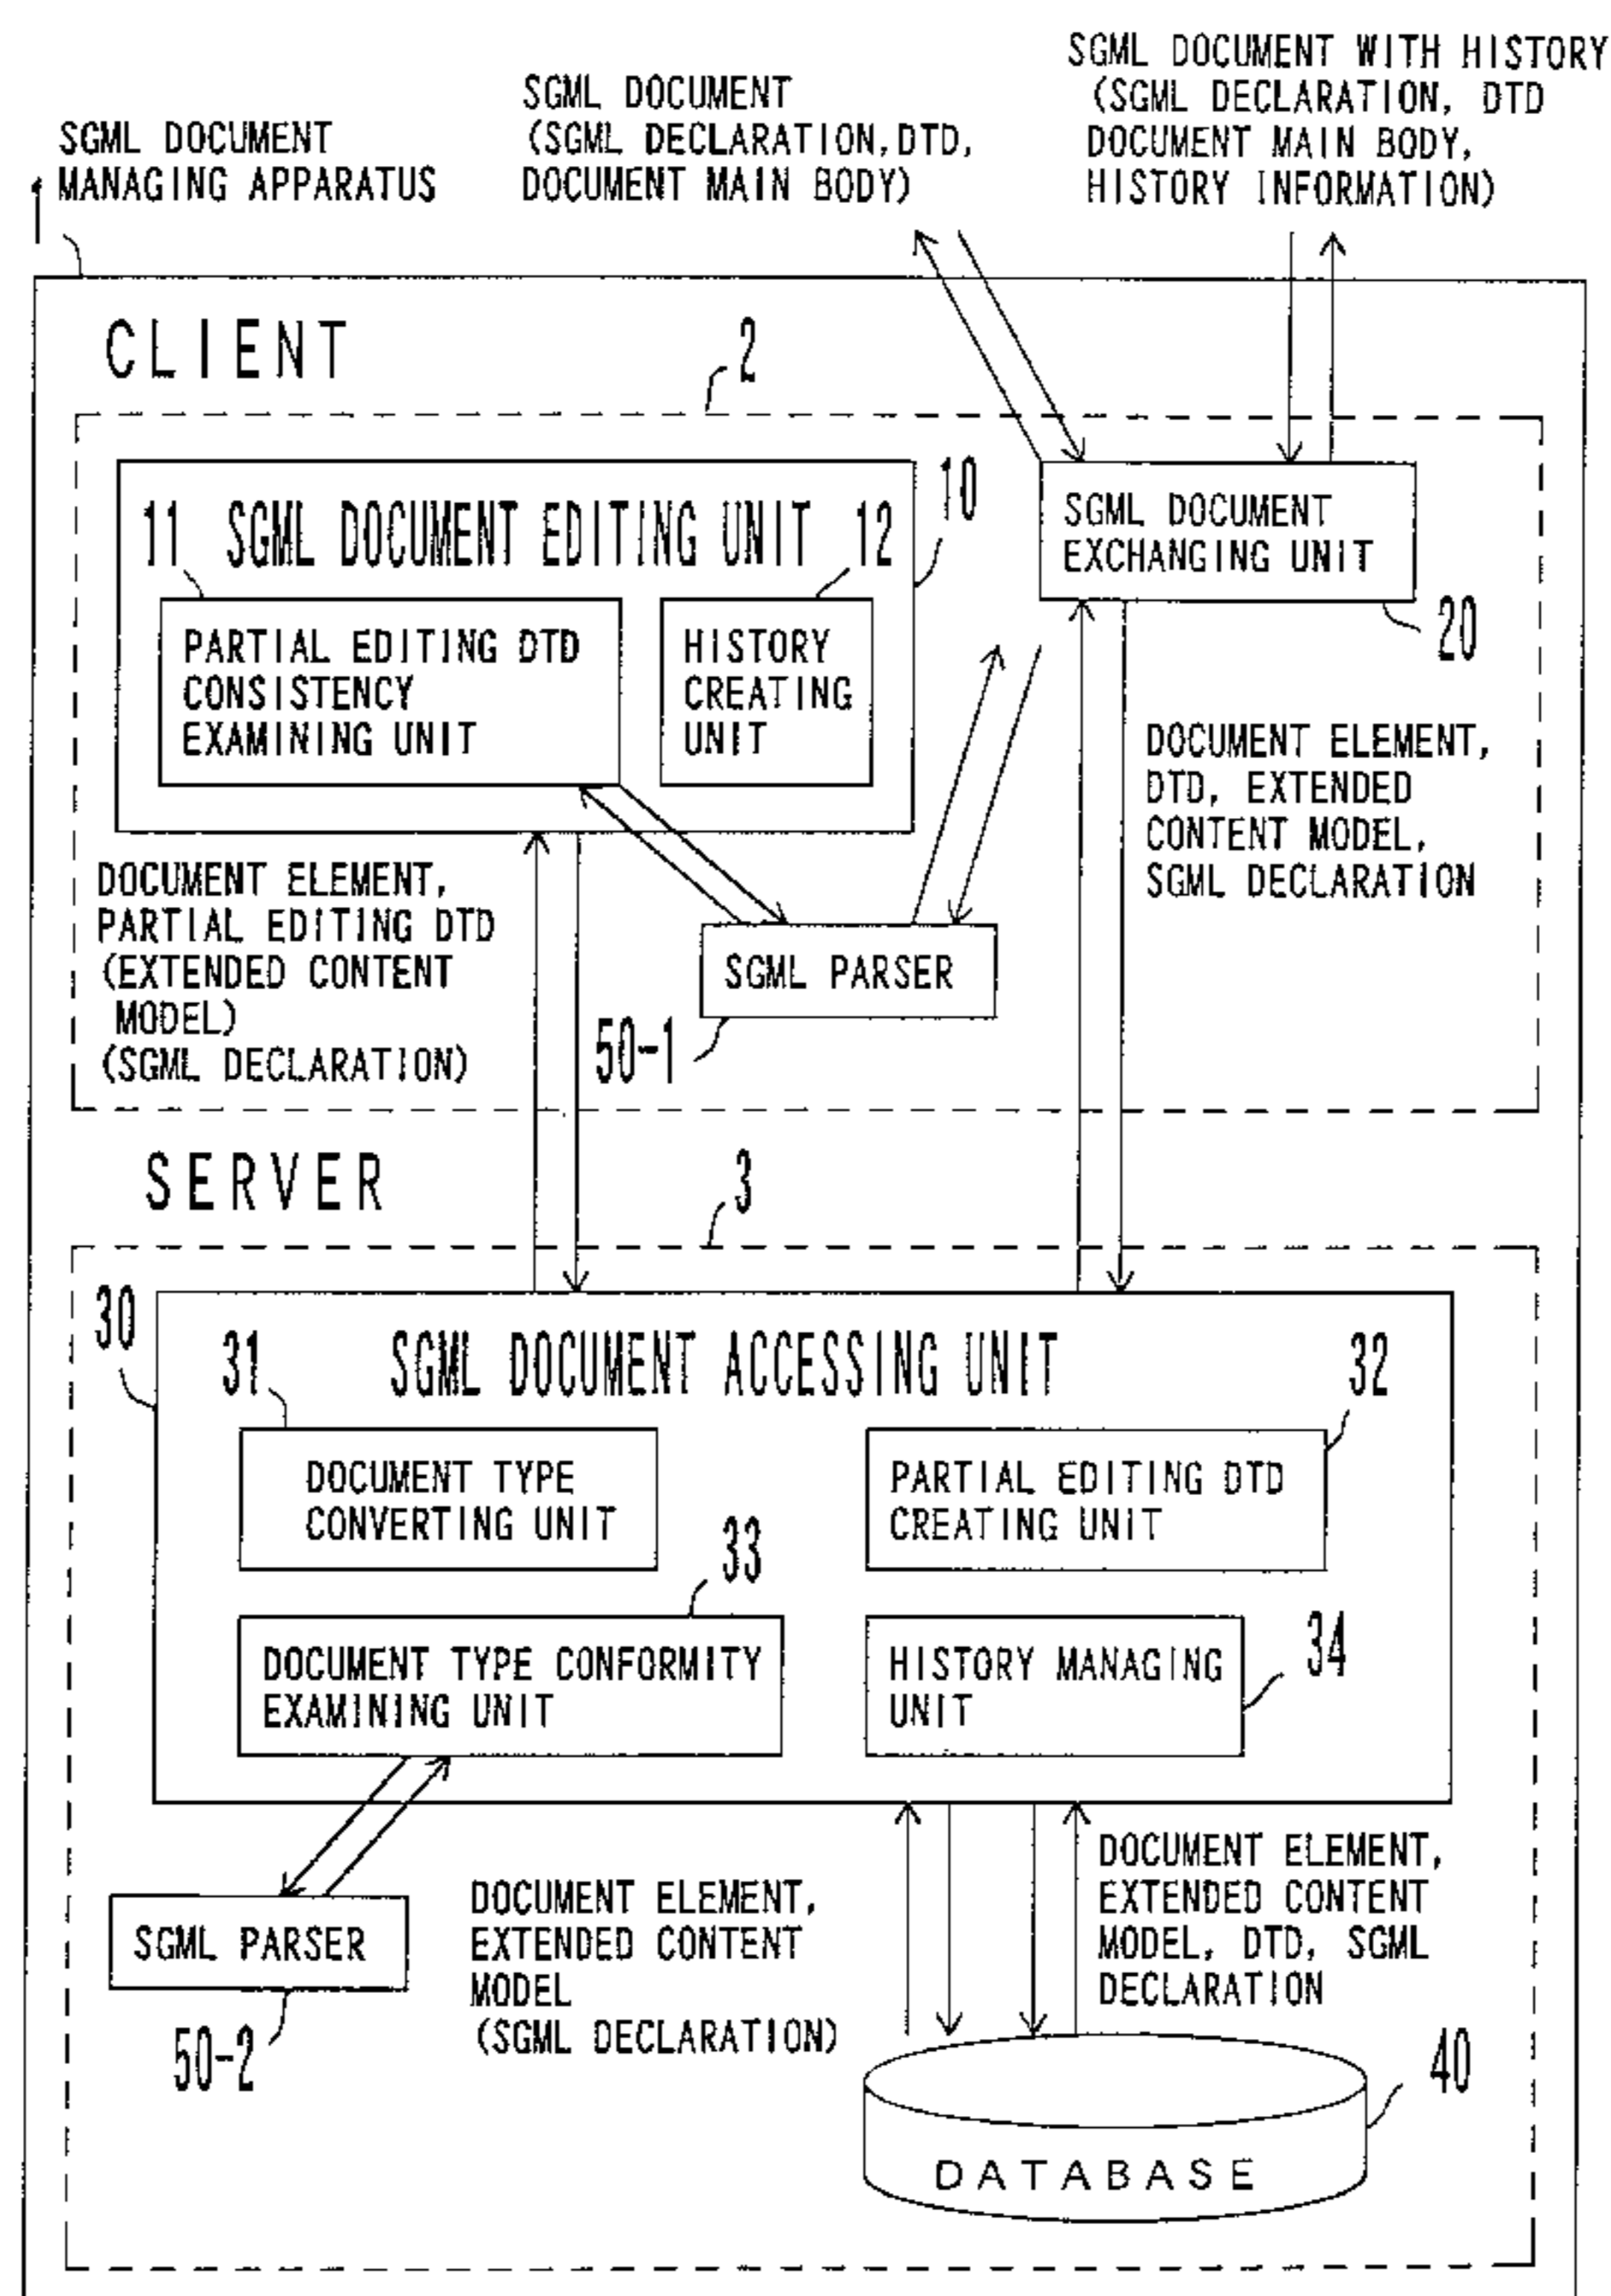 SGML DOCUMENT WITH HISTORY
(SGML DECLARATION, DTD
DOCUMENT MAIN BODY,
HISTORY INFORMATION)
SGML DOCUMENT
(SGML DECLARATION,DTD,
DOCUMENT MAIN BODY)
SGML DOCUMENT
MANAGING APPARATUS
1
CLIENT
2
10
11
SGML DOCUMENT EDITING UNIT
12
PARTIAL EDITING DTD
CONSISTENCY
EXAMINING UNIT
HISTORY
CREATING
UNIT
SGML DOCUMENT
EXCHANGING UNIT
20
DOCUMENT ELEMENT,
DTD, EXTENDED
CONTENT MODEL,
SGML DECLARATION
DOCUMENT ELEMENT,
PARTIAL EDITING DTD
(EXTENDED CONTENT
MODEL)
(SGML DECLARATION)
SGML PARSER
50-1
SERVER
3
30
31
SGML DOCUMENT ACCESSING UNIT
32
DOCUMENT TYPE
CONVERTING UNIT
PARTIAL EDITING DTD
CREATING UNIT
33
DOCUMENT TYPE CONFORMITY
EXAMINING UNIT
HISTORY MANAGING
UNIT
34
SGML PARSER
50-2
DOCUMENT ELEMENT,
EXTENDED CONTENT
MODEL
(SGML DECLARATION)
DOCUMENT ELEMENT,
EXTENDED CONTENT
MODEL, DTD, SGML
DECLARATION
40
DATABASE